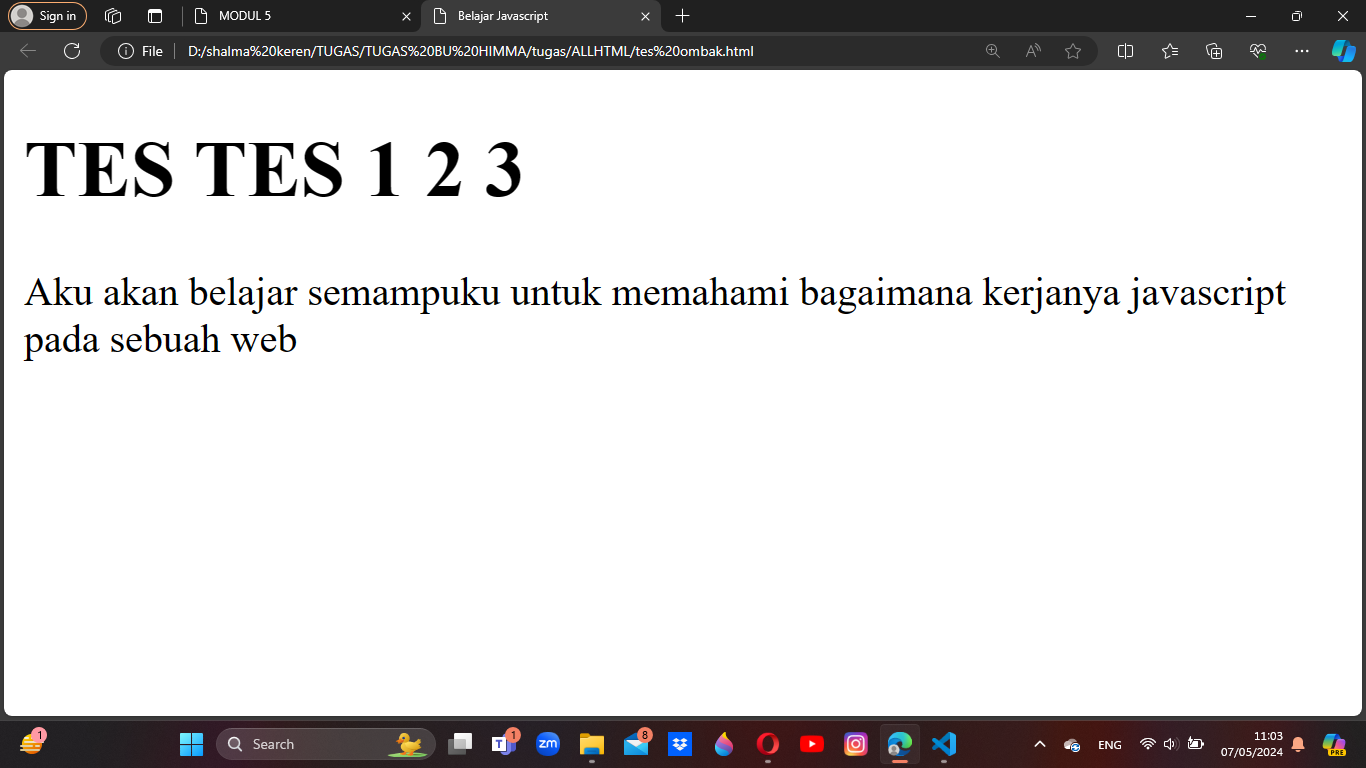 Sign in
MODUL 5
Belajar Javascript
File
D:/shalma%20keren/TUGAS/TUGAS%20BU%20HIMMA/tugas/ALLHTML/tes%20ombak.html
TES TES 1 2 3
Aku akan belajar semampuku untuk memahami bagaimana kerjanya javascript
pada sebuah web
1
Search
1
T
zm
8
PRE
ENG
11:03
07/05/2024